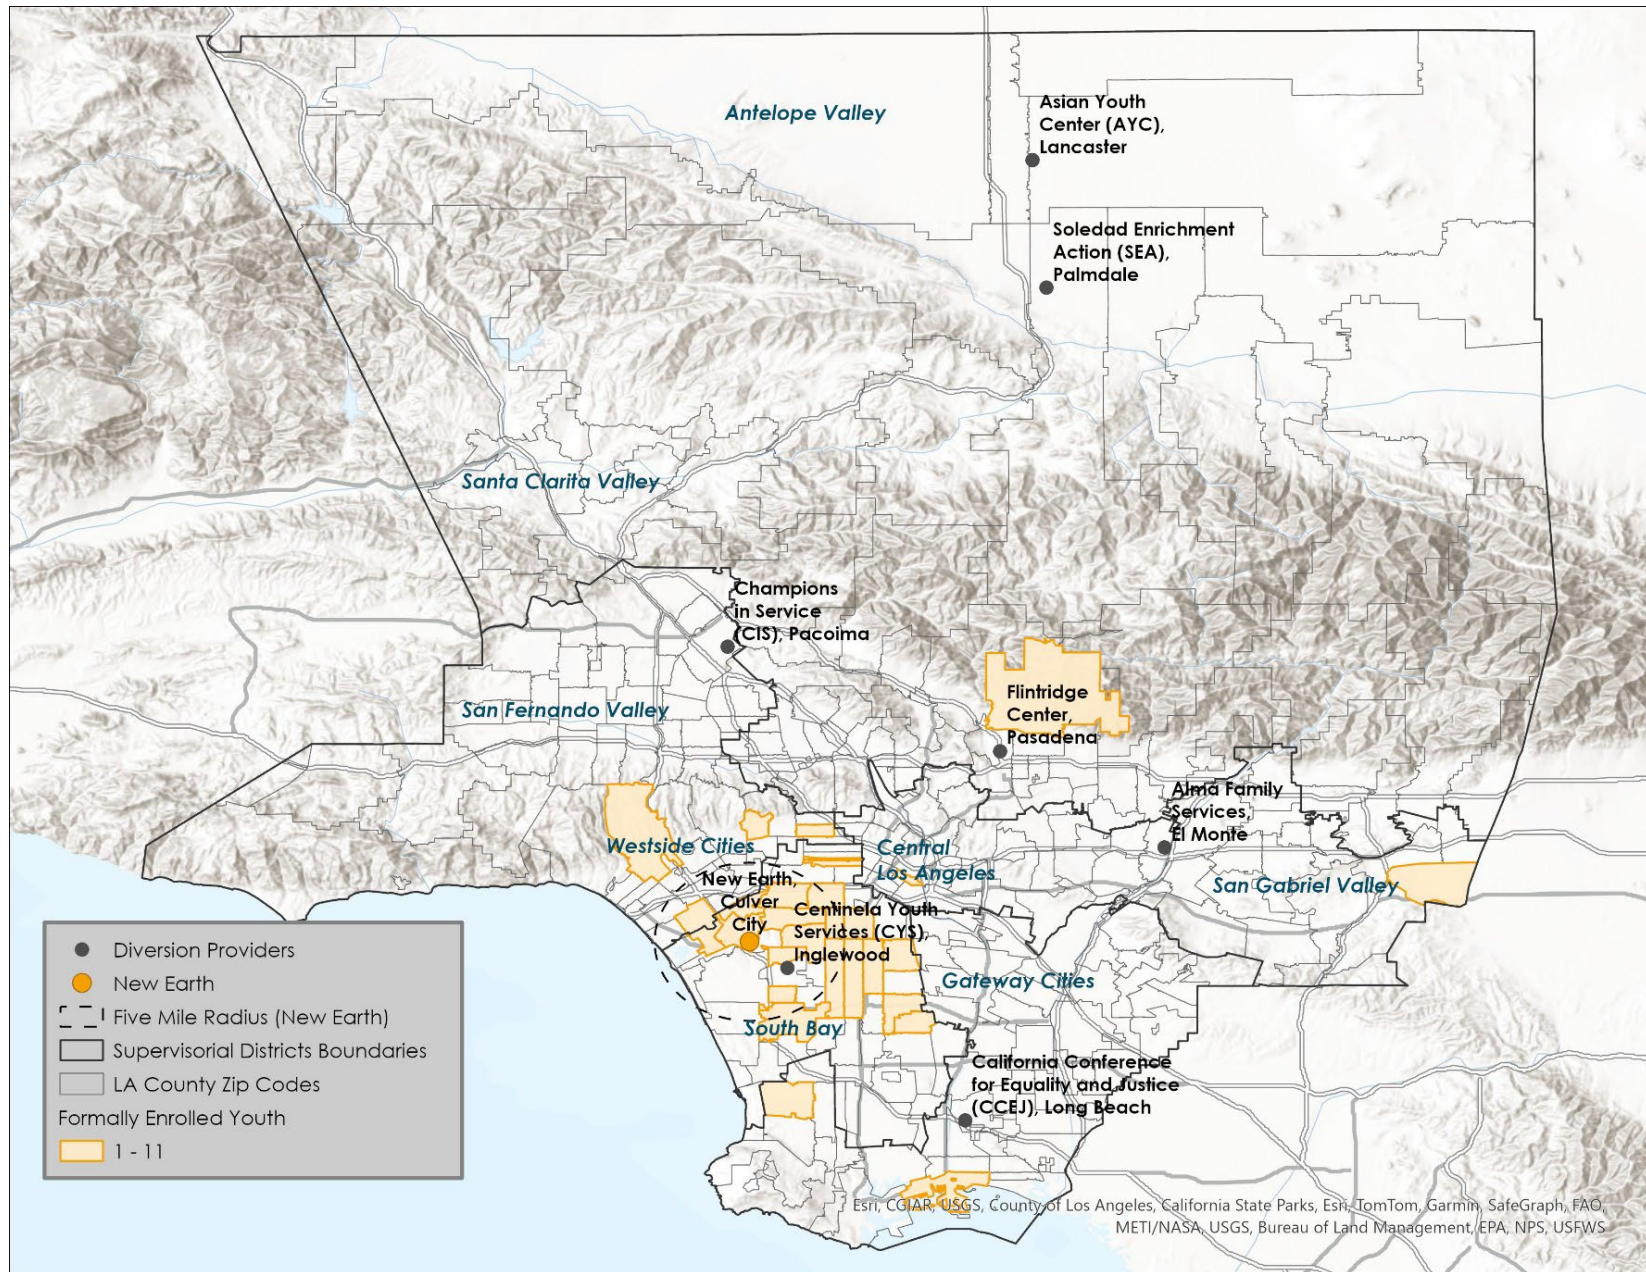 Antelope Valley
Asian Youth
Center (AYC),
Lancaster
Soledad Enrichment
Action (SEA),
Palmdale
Santa Clarita Valley
Champions
in Service
(CIS), Pacoima
San Fernando Valley
Flintridge
Center,
Pasadena
Alma Family
Services,
El Monte
Westside Cities
Central
Los Angeles
San Gabriel Valley
New Earth,
Culver
City
Centinela Youth
Services (CYS),
Inglewood
Gateway Cities
South Bay
California Conference
for Equality and Justice
(CCEJ), Long Beach
Diversion Providers
New Earth
Five Mile Radius (New Earth)
Supervisorial Districts Boundaries
LA County Zip Codes
Formally Enrolled Youth
1 - 11
Esri, CGIAR, USGS, County of Los Angeles, California State Parks, Esri, TomTom, Garmin, SafeGraph, FAO,
METI/NASA, USGS, Bureau of Land Management, EPA, NPS, USFWS